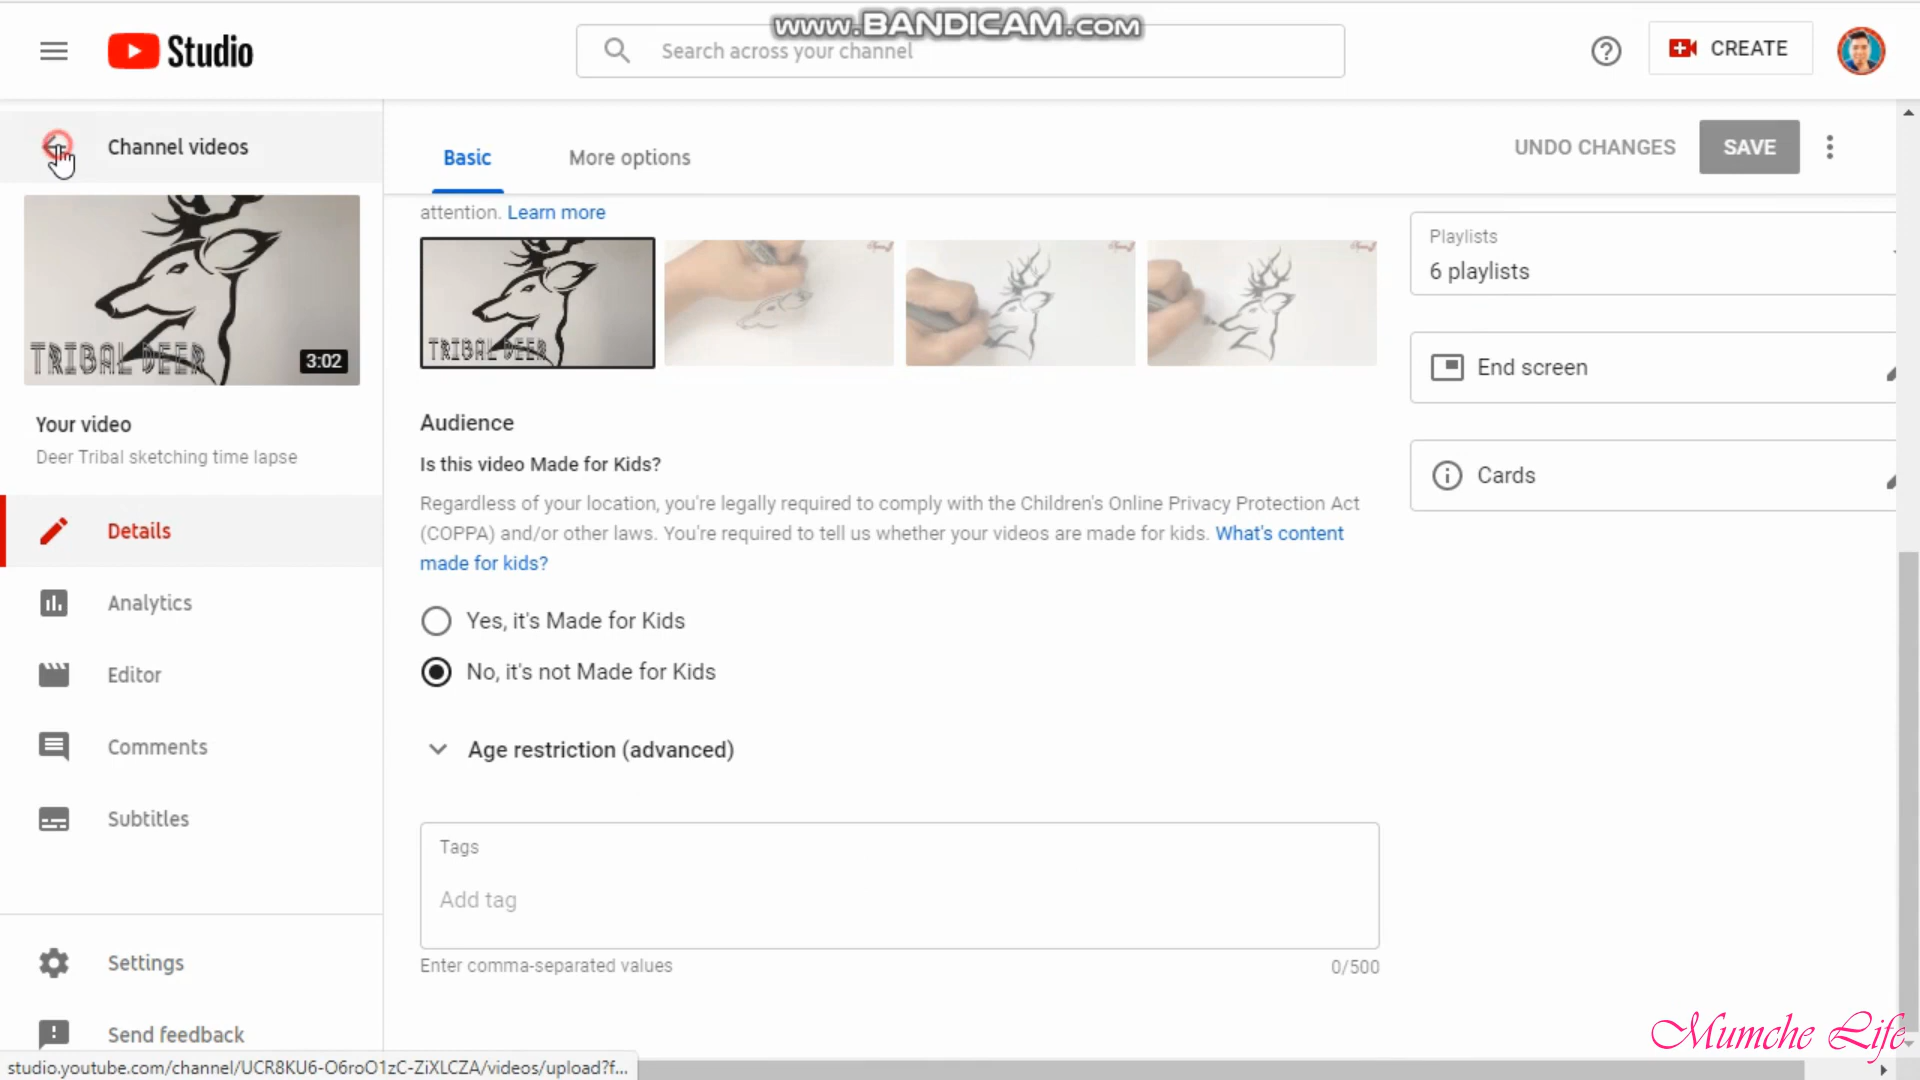 www.BANDICAM.com
Studio
Search across your channel
CREATE
Channel videos
Basic
More options
UNDO CHANGES
SAVE
attention. Learn more
TRIBAL DEER
3:02
TRIBAL DEER
Playlists
6 playlists
End screen
Cards
Your video
Deer Tribal sketching time lapse
Audience
Is this video Made for Kids?
Regardless of your location, you're legally required to comply with the Children's Online Privacy Protection Act
(COPPA) and/or other laws. You're required to tell us whether your videos are made for kids. What's content
made for kids?
Yes, it's Made for Kids
No, it's not Made for Kids
Age restriction (advanced)
Details
Analytics
Editor
Comments
Subtitles
Tags
Add tag
Enter comma-separated values
0/500
Settings
Send feedback
Mumche Life
studio.youtube.com/channel/UCR8KU6-O6roO1zC-ZiXLCZA/videos/upload?f...